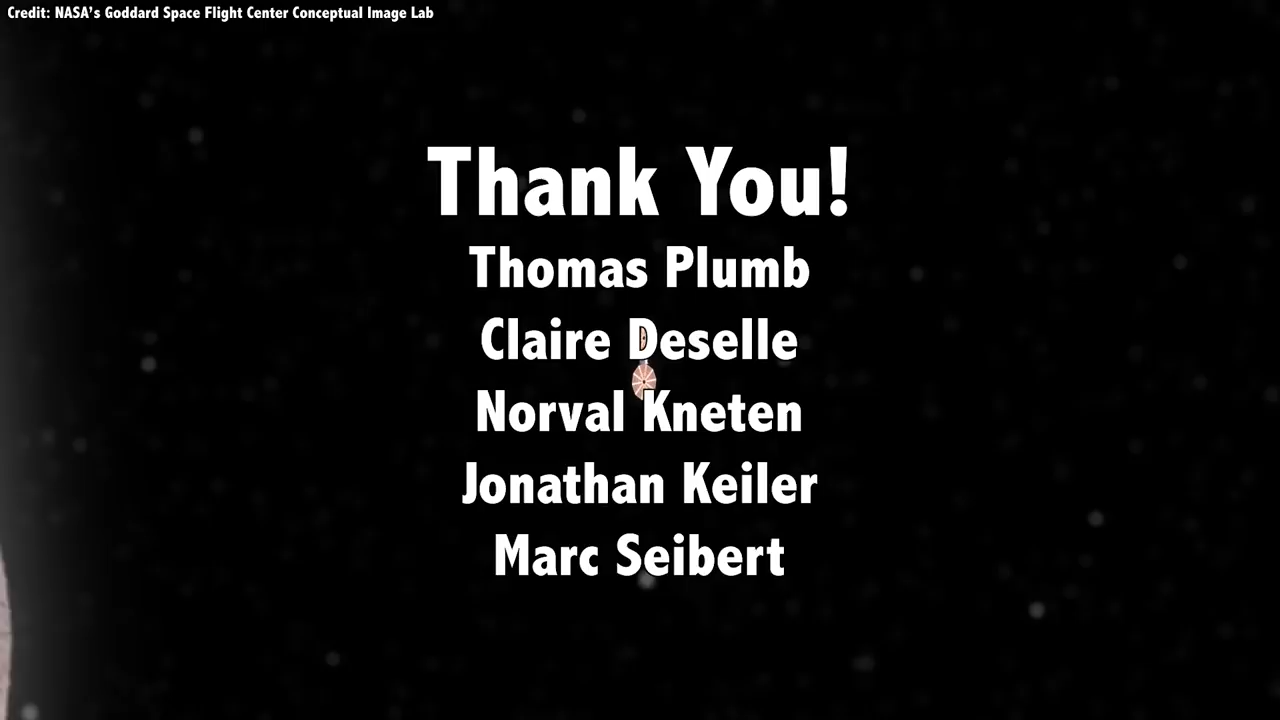 Credit: NASA's Goddard Space Flight Center Conceptual Image Lab
Thank You!
Thomas Plumb
Claire Deselle
Norval Kneten
Jonathan Keiler
Marc Seibert